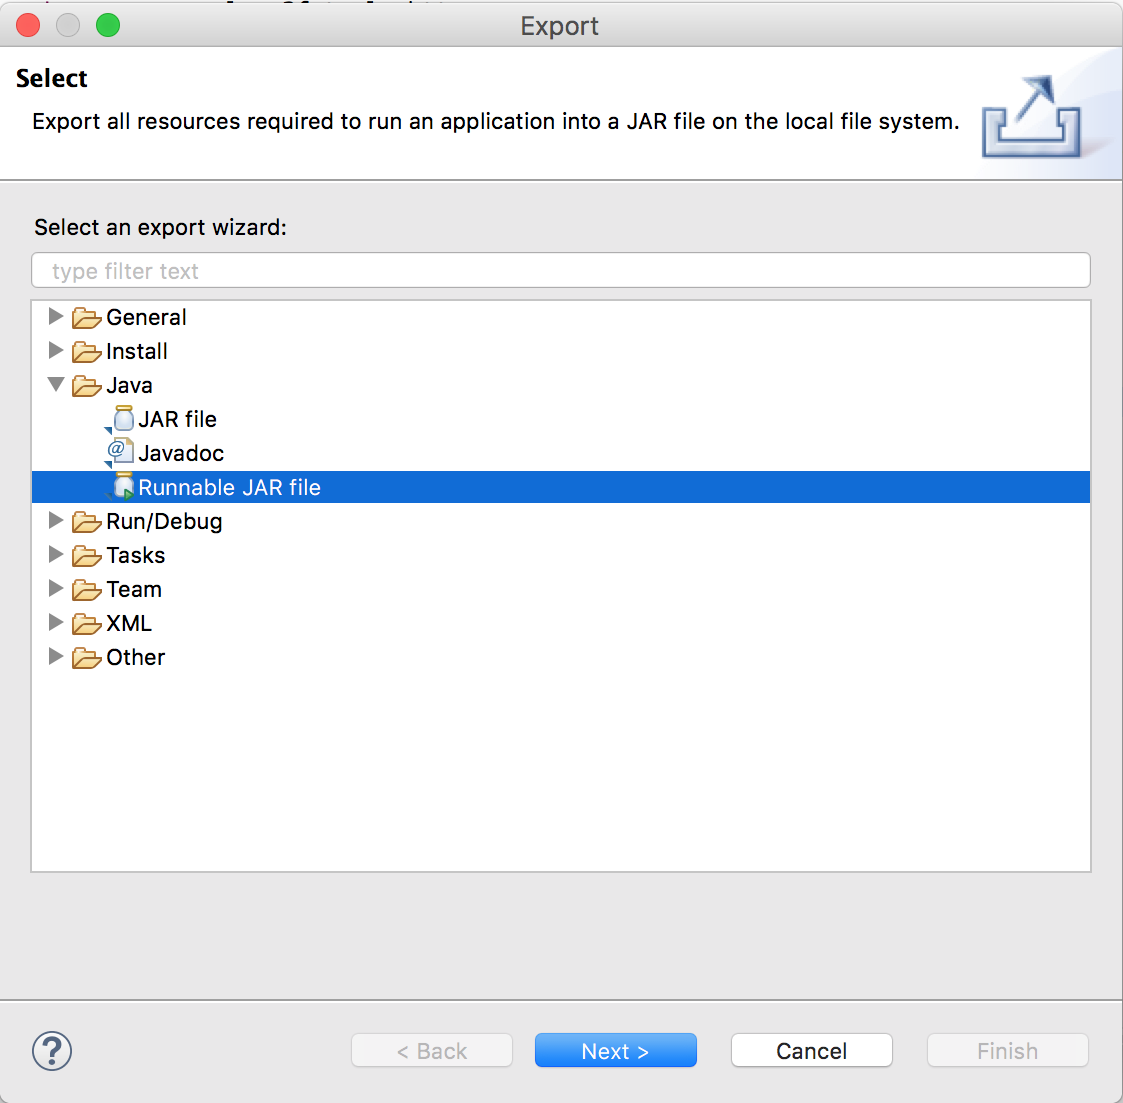 Export
Select
Export all resources required to run an application into a JAR file on the local file system.
Select an export wizard:
type filter text
General
Install
Java
JAR file
@ Javadoc
Runnable JAR file
Run/Debug
Tasks
Team
XML
Other
?
< Back
Next >
Cancel
Finish